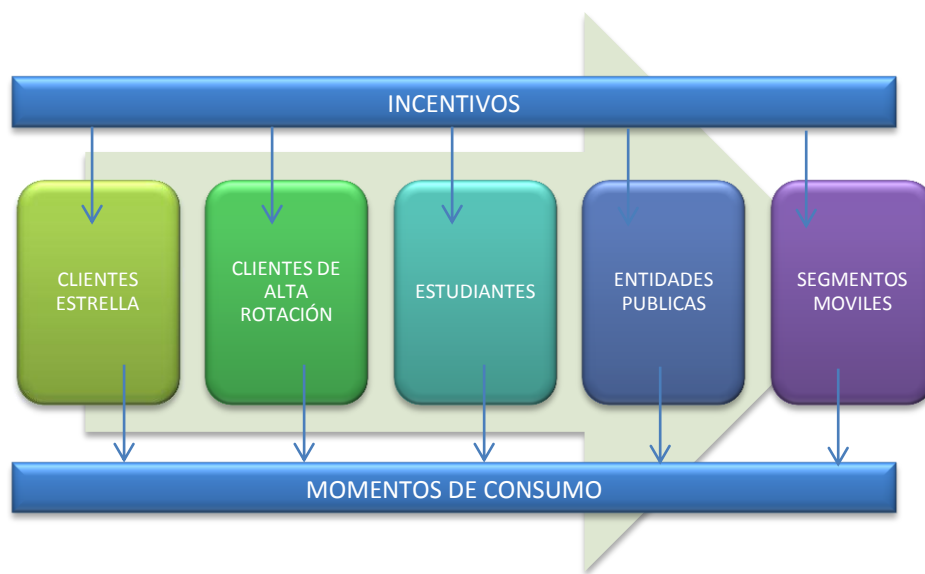 INCENTIVOS
CLIENTES
ESTRELLA
CLIENTES DE
ALTA
ROTACIÓN
ESTUDIANTES
ENTIDADES
PUBLICAS
SEGMENTOS
MOVILES
MOMENTOS DE CONSUMO